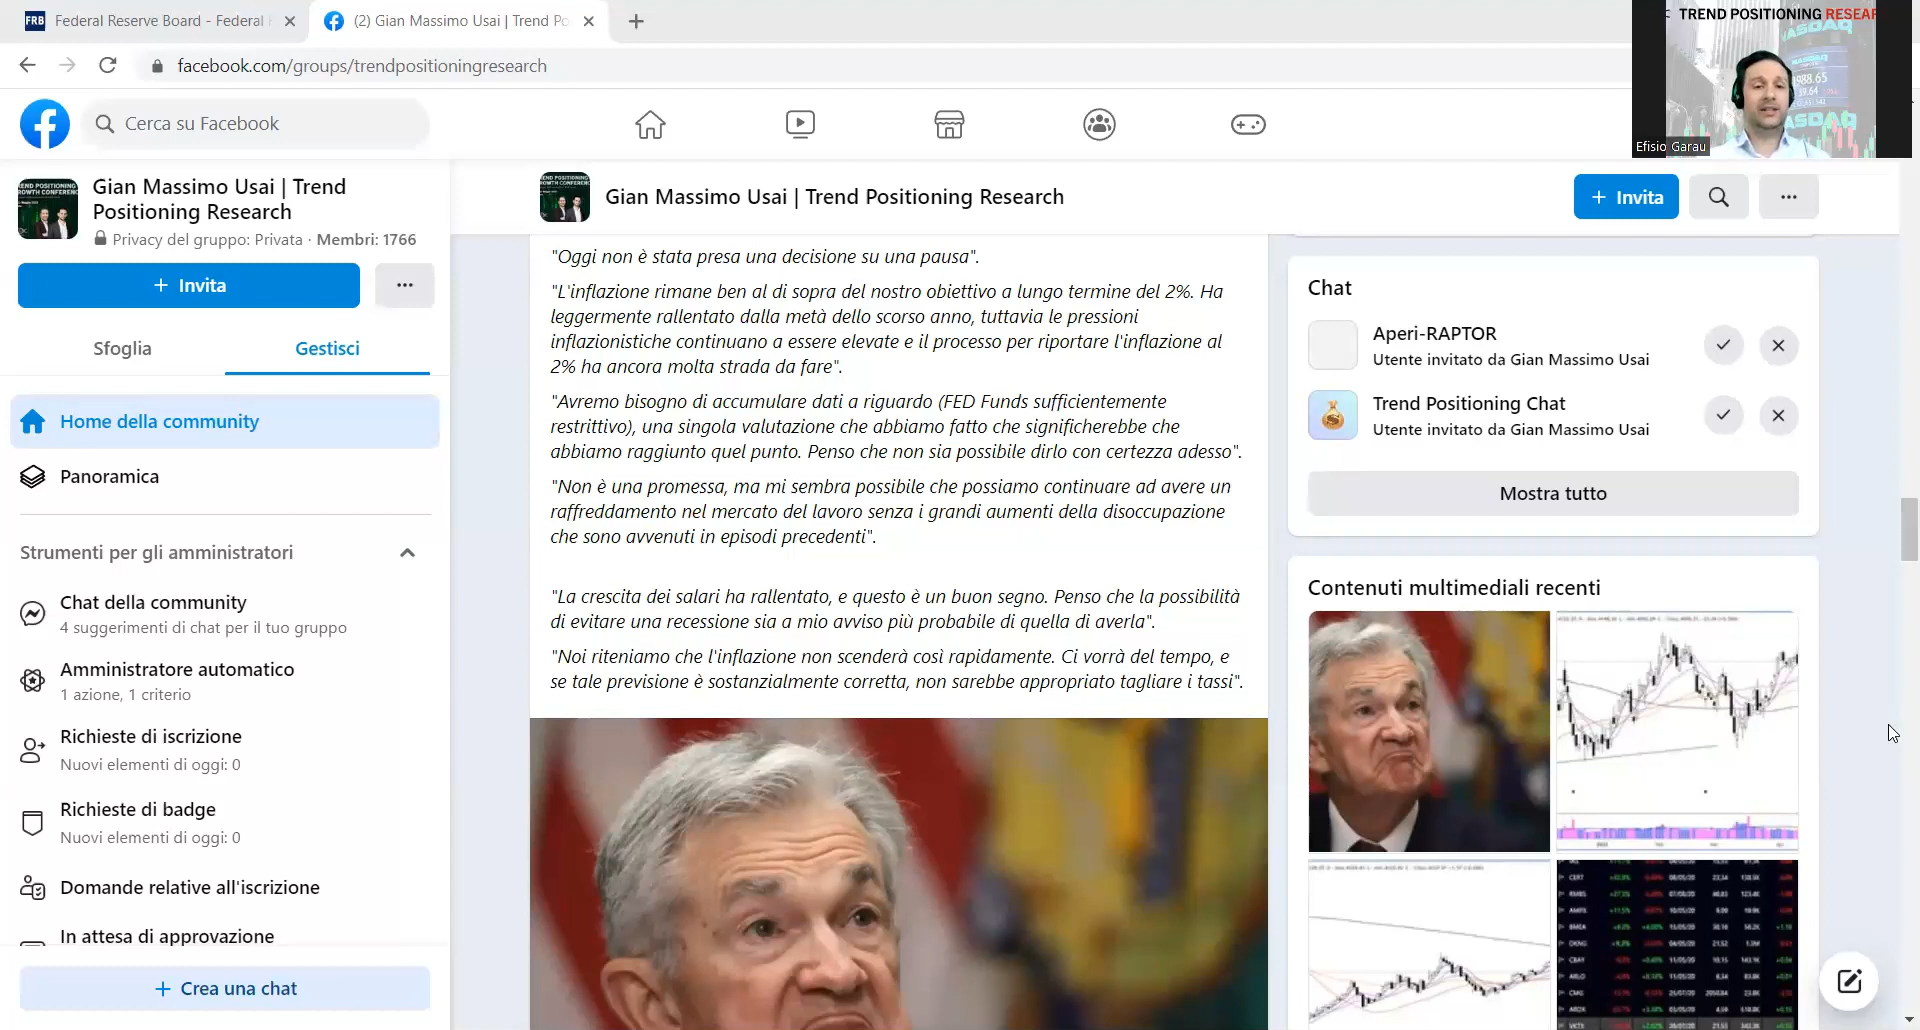 Federal Reserve Board - Federal
(2) Gian Massimo Usai | Trend Po
facebook.com/groups/trendpositioningresearch
TREND POSITIONING RESEAR
NASDAQ
Efisio Garau
Cerca su Facebook
Gian Massimo Usai | Trend
Positioning Research
Privacy del gruppo: Privata · Membri: 1766
+ Invita
Sfoglia
Gestisci
Home della community
Panoramica
Strumenti per gli amministratori
Chat della community
4 suggerimenti di chat per il tuo gruppo
Amministratore automatico
1 azione, 1 criterio
Richieste di iscrizione
Nuovi elementi di oggi: 0
Richieste di badge
Nuovi elementi di oggi: 0
Domande relative all'iscrizione
In attesa di approvazione
+ Crea una chat
Gian Massimo Usai | Trend Positioning Research
+ Invita
"Oggi non è stata presa una decisione su una pausa".
"L'inflazione rimane ben al di sopra del nostro obiettivo a lungo termine del 2%. Ha
leggermente rallentato dalla metà dello scorso anno, tuttavia le pressioni
inflazionistiche continuano a essere elevate e il processo per riportare l'inflazione al
2% ha ancora molta strada da fare".
"Avremo bisogno di accumulare dati a riguardo (FED Funds sufficientemente
restrittivo), una singola valutazione che abbiamo fatto che significherebbe che
abbiamo raggiunto quel punto. Penso che non sia possibile dirlo con certezza adesso".
"Non è una promessa, ma mi sembra possibile che possiamo continuare ad avere un
raffreddamento nel mercato del lavoro senza i grandi aumenti della disoccupazione
che sono avvenuti in episodi precedenti".
"La crescita dei salari ha rallentato, e questo è un buon segno. Penso che la possibilità
di evitare una recessione sia a mio avviso più probabile di quella di averla".
"Noi riteniamo che l'inflazione non scenderà così rapidamente. Ci vorrà del tempo, e
se tale previsione è sostanzialmente corretta, non sarebbe appropriato tagliare i tassi".
Chat
Aperi-RAPTOR
Utente invitato da Gian Massimo Usai
Trend Positioning Chat
Utente invitato da Gian Massimo Usai
Mostra tutto
Contenuti multimediali recenti